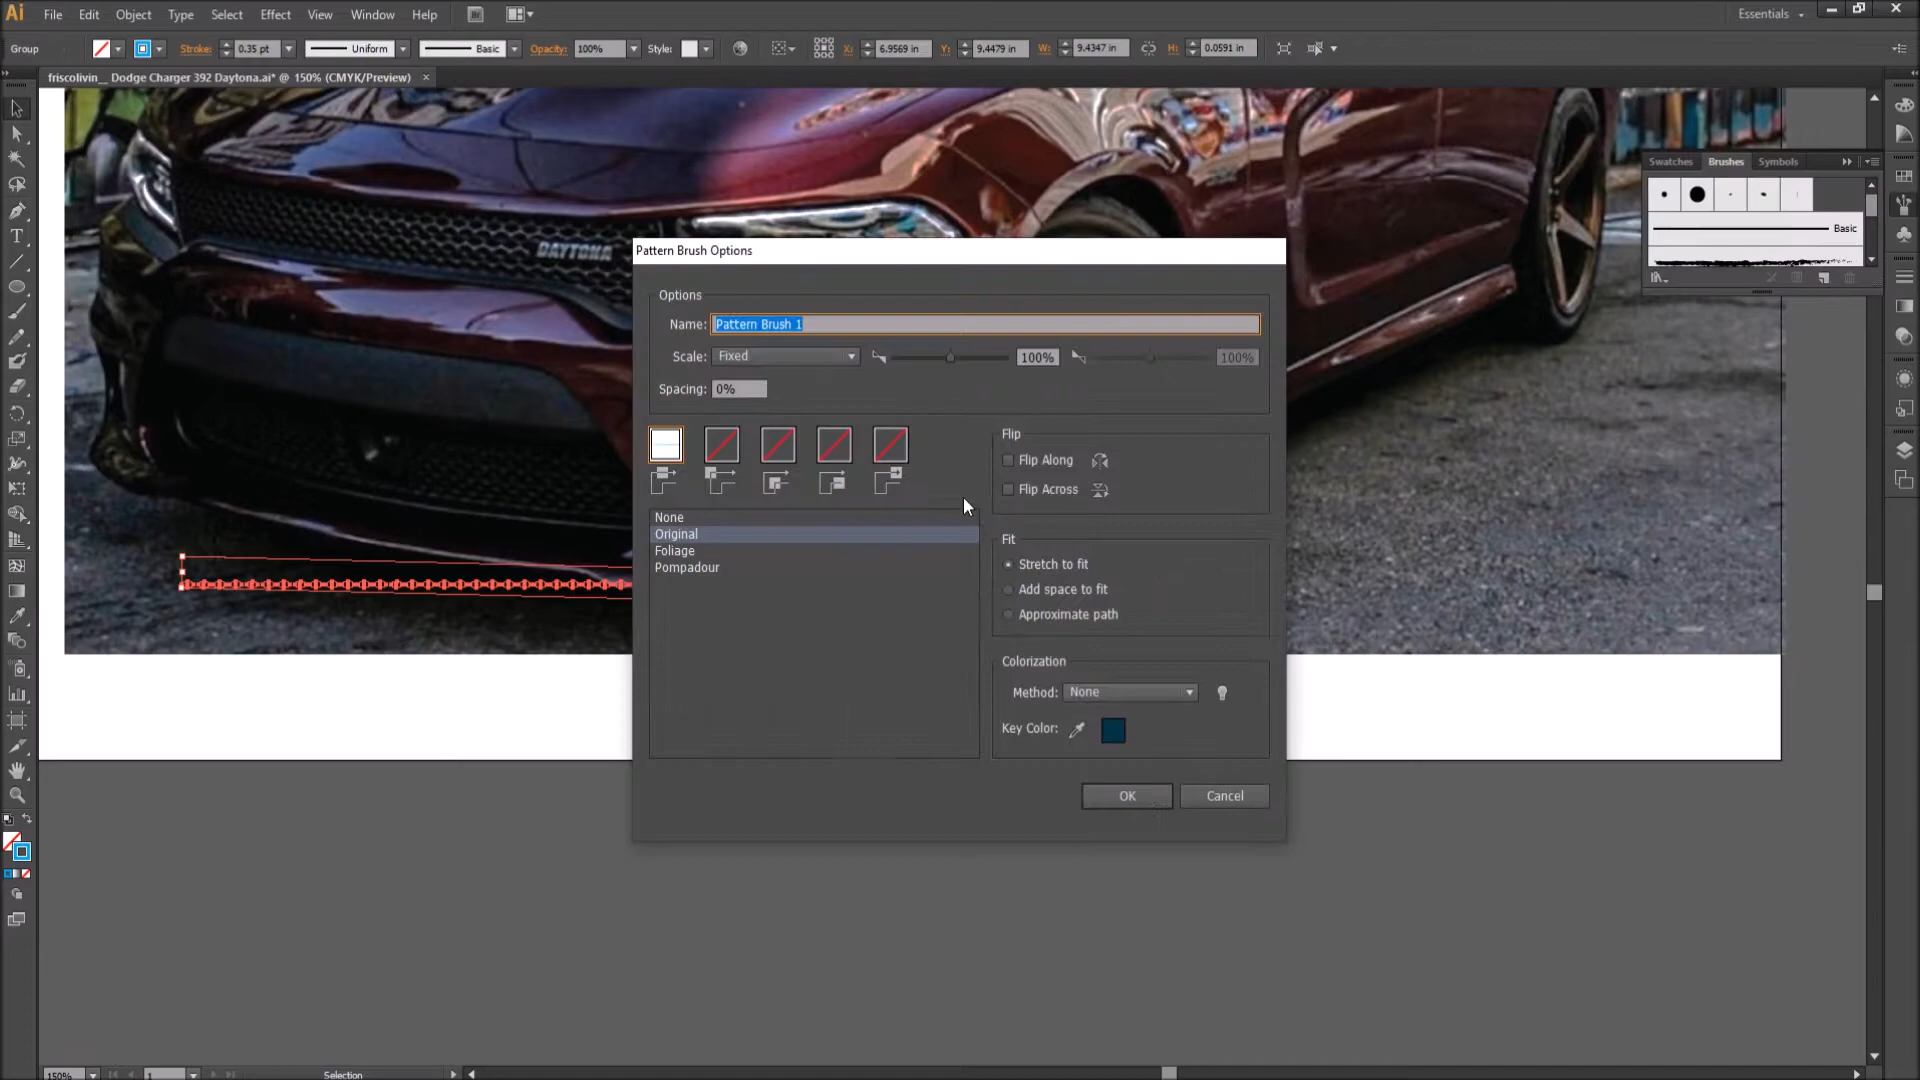 Ai File Edit Object Type Select Effect View Window Help Essentials
Group Stroke: 0.35 pt Uniform Basic Opacity: 100% Style: X: 6.9569 in Y: 9.4479 in W: 9.4347 in H: 0.0591 in
friscolivin__ Dodge Charger 392 Daytona.ai* @ 150% (CMYK/Preview) ×
Swatches Brushes Symbols
Basic
DAYTONA
Pattern Brush Options
Options
Name: Pattern Brush 1
Scale: Fixed 100% 100%
Spacing: 0%
Flip
Flip Along
Flip Across
None
Original
Foliage
Pompadour
Fit
Stretch to fit
Add space to fit
Approximate path
Colorization
Method: None
Key Color:
OK Cancel
150% 1 Selection